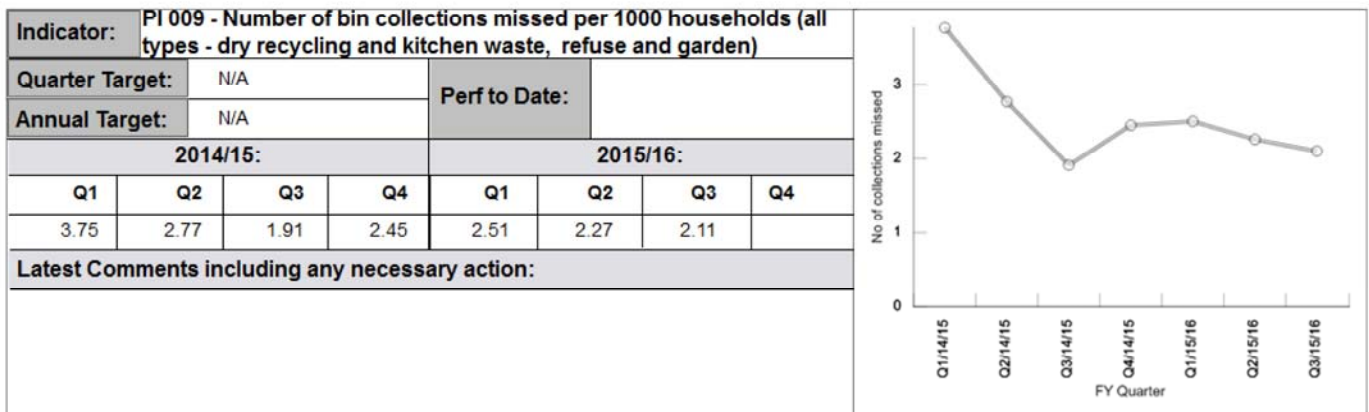 Indicator:
PI 009 - Number of bin collections missed per 1000 households (all
types - dry recycling and kitchen waste, refuse and garden)
Quarter Target: N/A
Perf to Date:
Annual Target: N/A
2014/15: 2015/16:
Q1 Q2 Q3 Q4 Q1 Q2 Q3 Q4
3.75 2.77 1.91 2.45 2.51 2.27 2.11
Latest Comments including any necessary action:
No of collections missed
3
2
1
0
Q1/14/15
Q2/14/15
Q3/14/15
Q4/14/15
Q1/15/16
Q2/15/16
Q3/15/16
FY Quarter